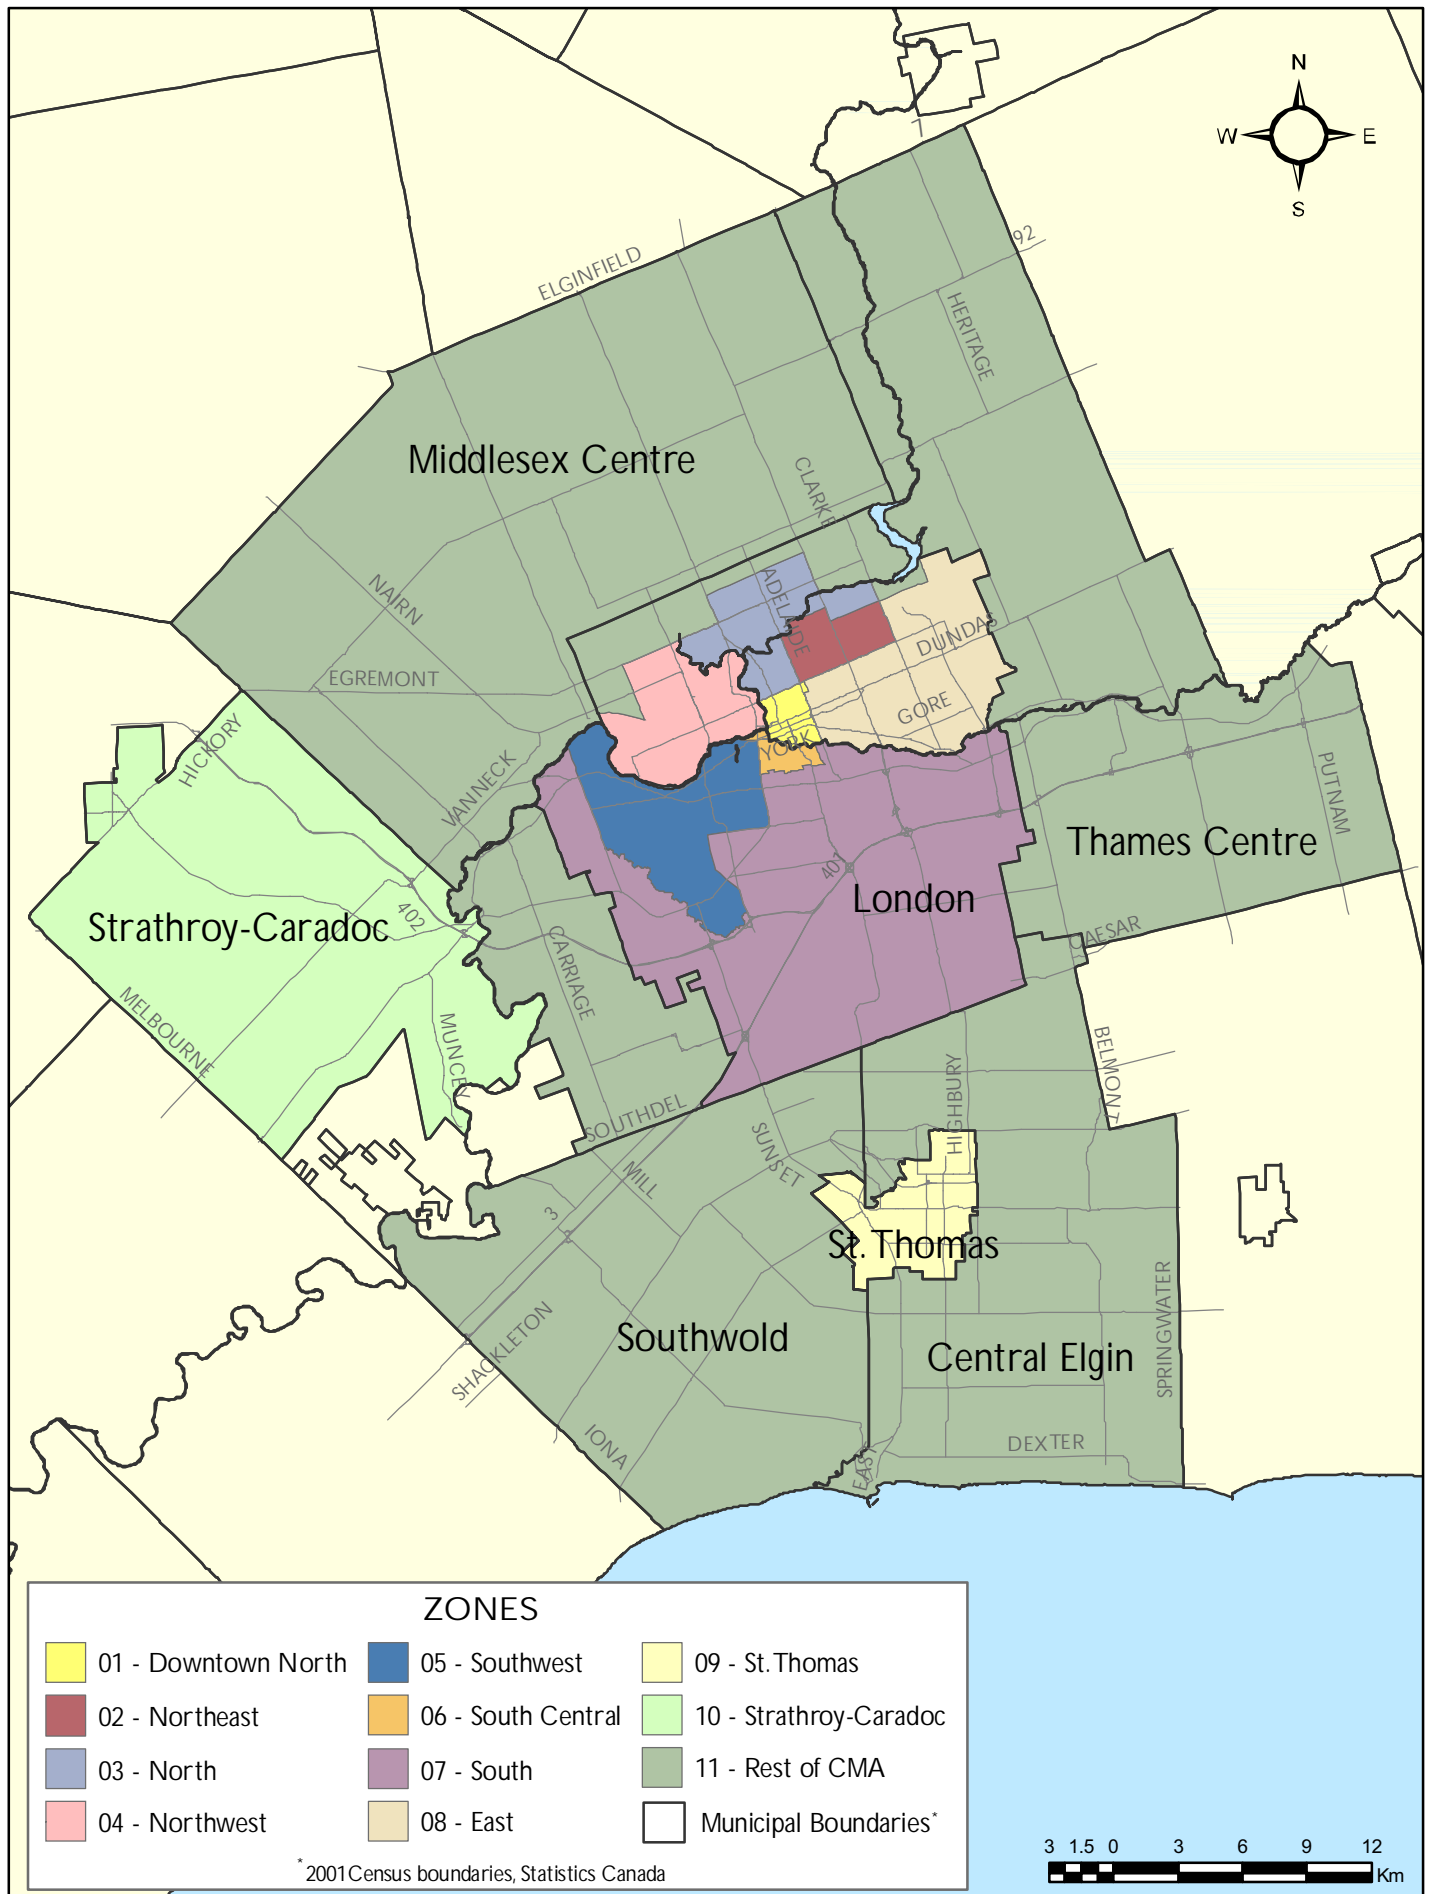 N
W E
S
7
92
ELGINFIELD
HERITAGE
Middlesex Centre
CLARKE
ADELAIDE
NAIRN
DUNDAS
EGREMONT
GORE
HICKORY
YORK
VANNECK
PUTNAM
Thames Centre
401
London
402
Strathroy-Caradoc
CARRIAGE
CAESAR
MELBOURNE
MUNCEY
BELMONT
HIGHBURY
SOUTHDEL
SUNSET
MILL
3
St. Thomas
SPRINGWATER
SHACKLETON
Southwold
Central Elgin
IONA
DEXTER
EAST
ZONES
01 - Downtown North
02 - Northeast
03 - North
04 - Northwest
05 - Southwest
06 - South Central
07 - South
08 - East
09 - St. Thomas
10 - Strathroy-Caradoc
11 - Rest of CMA
Municipal Boundaries*
*2001 Census boundaries, Statistics Canada
3 1.5 0 3 6 9 12
Km